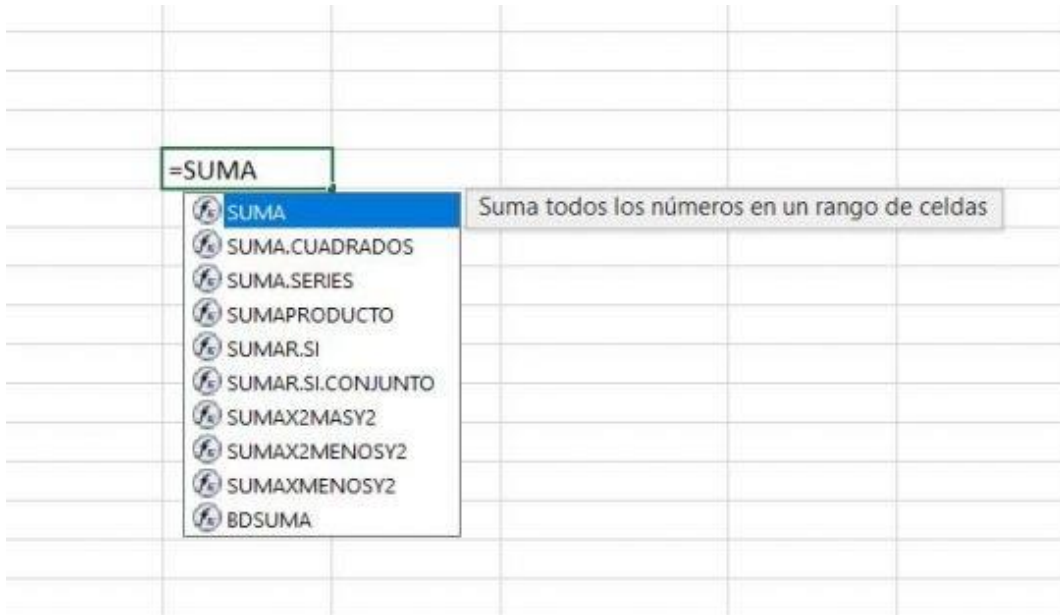 =SUMA
SUMA
Suma todos los números en un rango de celdas
SUMA.CUADRADOS
SUMA.SERIES
SUMAPRODUCTO
SUMAR.SI
SUMAR.SI.CONJUNTO
SUMAX2MASY2
SUMAX2MENOSY2
SUMAXMENOSY2
BDSUMA